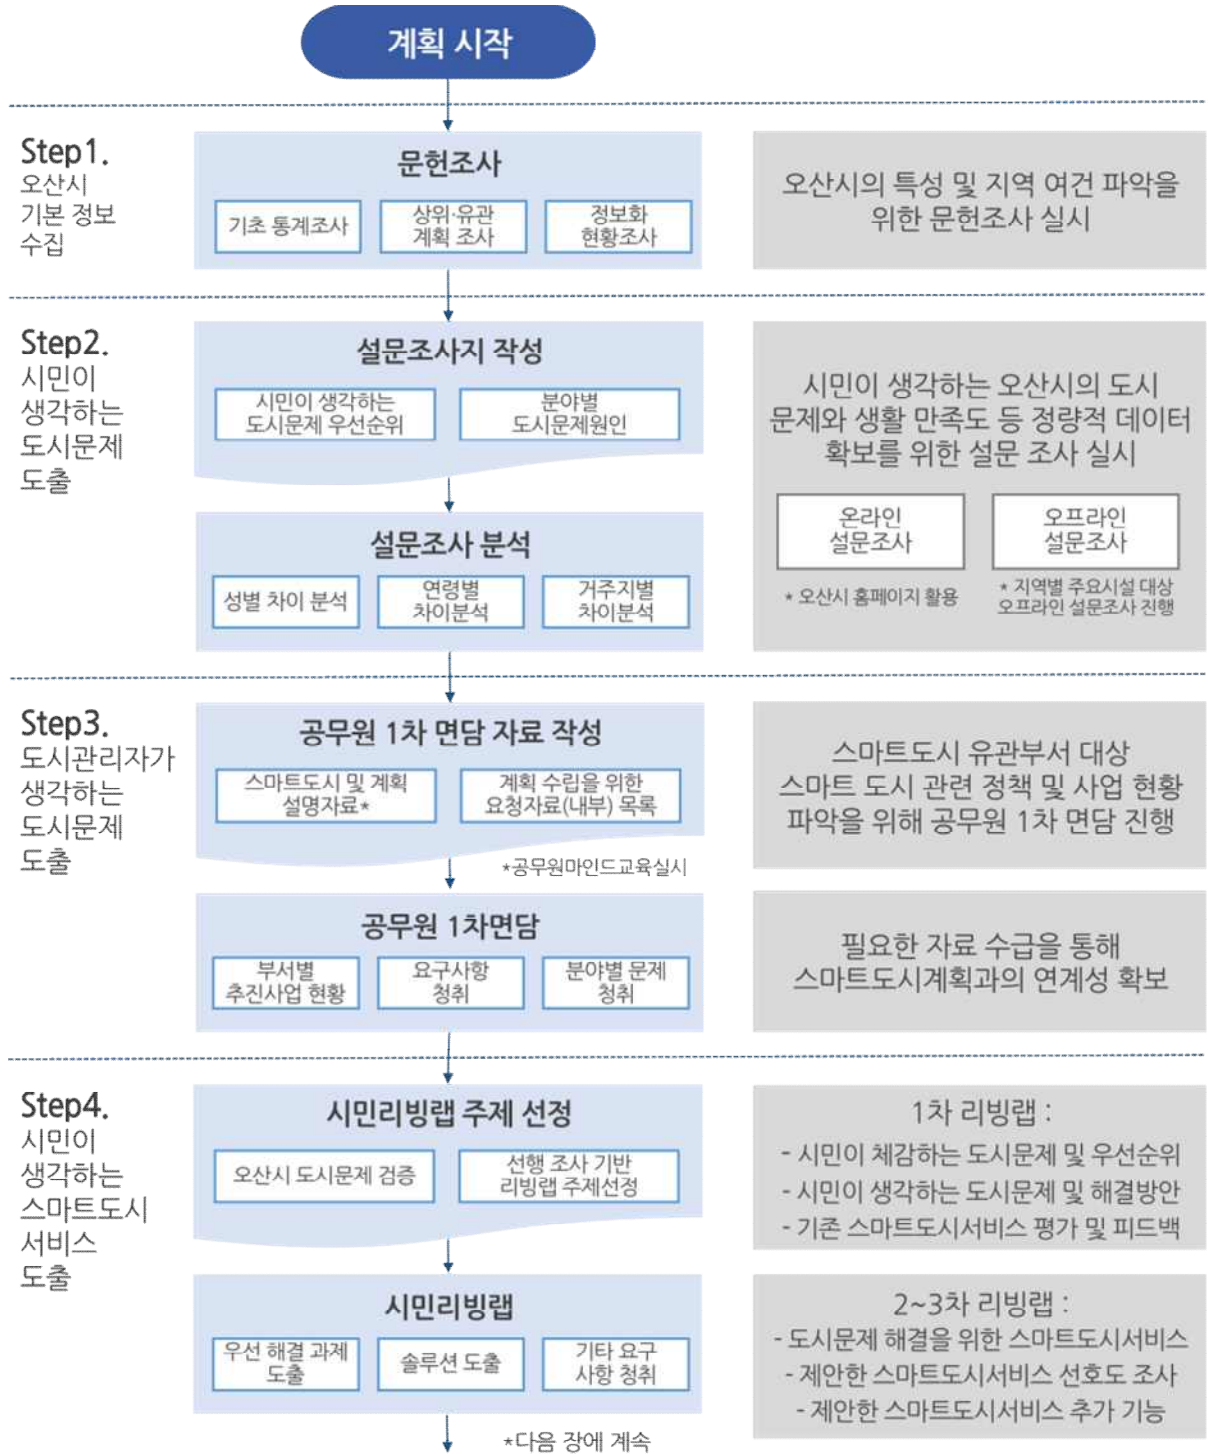 계획 시작
Step1.
오산시
기본 정보
수집
문헌조사
기초 통계조사
상위·유관
계획 조사
정보화
현황조사
오산시의 특성 및 지역 여건 파악을
위한 문헌조사 실시
Step2.
시민이
생각하는
도시문제
도출
설문조사지 작성
시민이 생각하는
도시문제 우선순위
분야별
도시문제원인
설문조사 분석
성별 차이 분석
연령별
차이분석
거주지별
차이분석
시민이 생각하는 오산시의 도시
문제와 생활 만족도 등 정량적 데이터
확보를 위한 설문 조사 실시
온라인
설문조사
* 오산시 홈페이지 활용
오프라인
설문조사
* 지역별 주요시설 대상
오프라인 설문조사 진행
Step3.
도시관리자가
생각하는
도시문제
도출
공무원 1차 면담 자료 작성
스마트도시 및 계획
설명자료*
계획 수립을 위한
요청자료(내부) 목록
*공무원마인드교육실시
공무원 1차면담
부서별
추진사업 현황
요구사항
청취
분야별 문제
청취
스마트도시 유관부서 대상
스마트 도시 관련 정책 및 사업 현황
파악을 위해 공무원 1차 면담 진행
필요한 자료 수급을 통해
스마트도시계획과의 연계성 확보
Step4.
시민이
생각하는
스마트도시
서비스
도출
시민리빙랩 주제 선정
오산시 도시문제 검증
선행 조사 기반
리빙랩 주제선정
시민리빙랩
우선 해결 과제
도출
솔루션 도출
기타 요구
사항 청취
*다음 장에 계속
1차 리빙랩 :
- 시민이 체감하는 도시문제 및 우선순위
- 시민이 생각하는 도시문제 및 해결방안
- 기존 스마트도시서비스 평가 및 피드백
2~3차 리빙랩 :
- 도시문제 해결을 위한 스마트도시서비스
- 제안한 스마트도시서비스 선호도 조사
- 제안한 스마트도시서비스 추가 기능